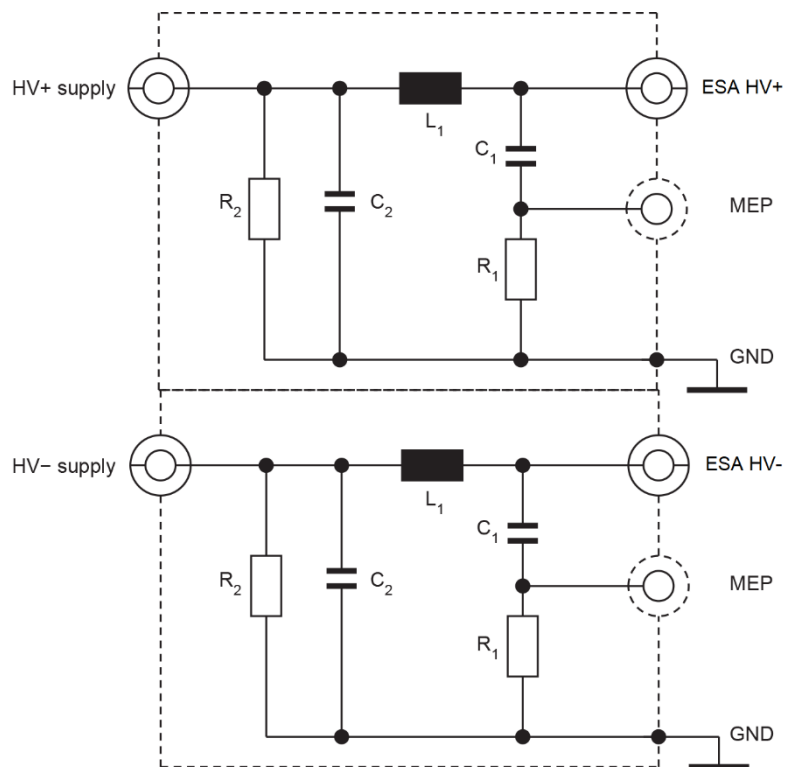 HV+ supply
ESA HV+
L₁
C₁
R₂
C₂
MEP
R₁
GND
HV− supply
ESA HV-
L₁
C₁
R₂
C₂
MEP
R₁
GND